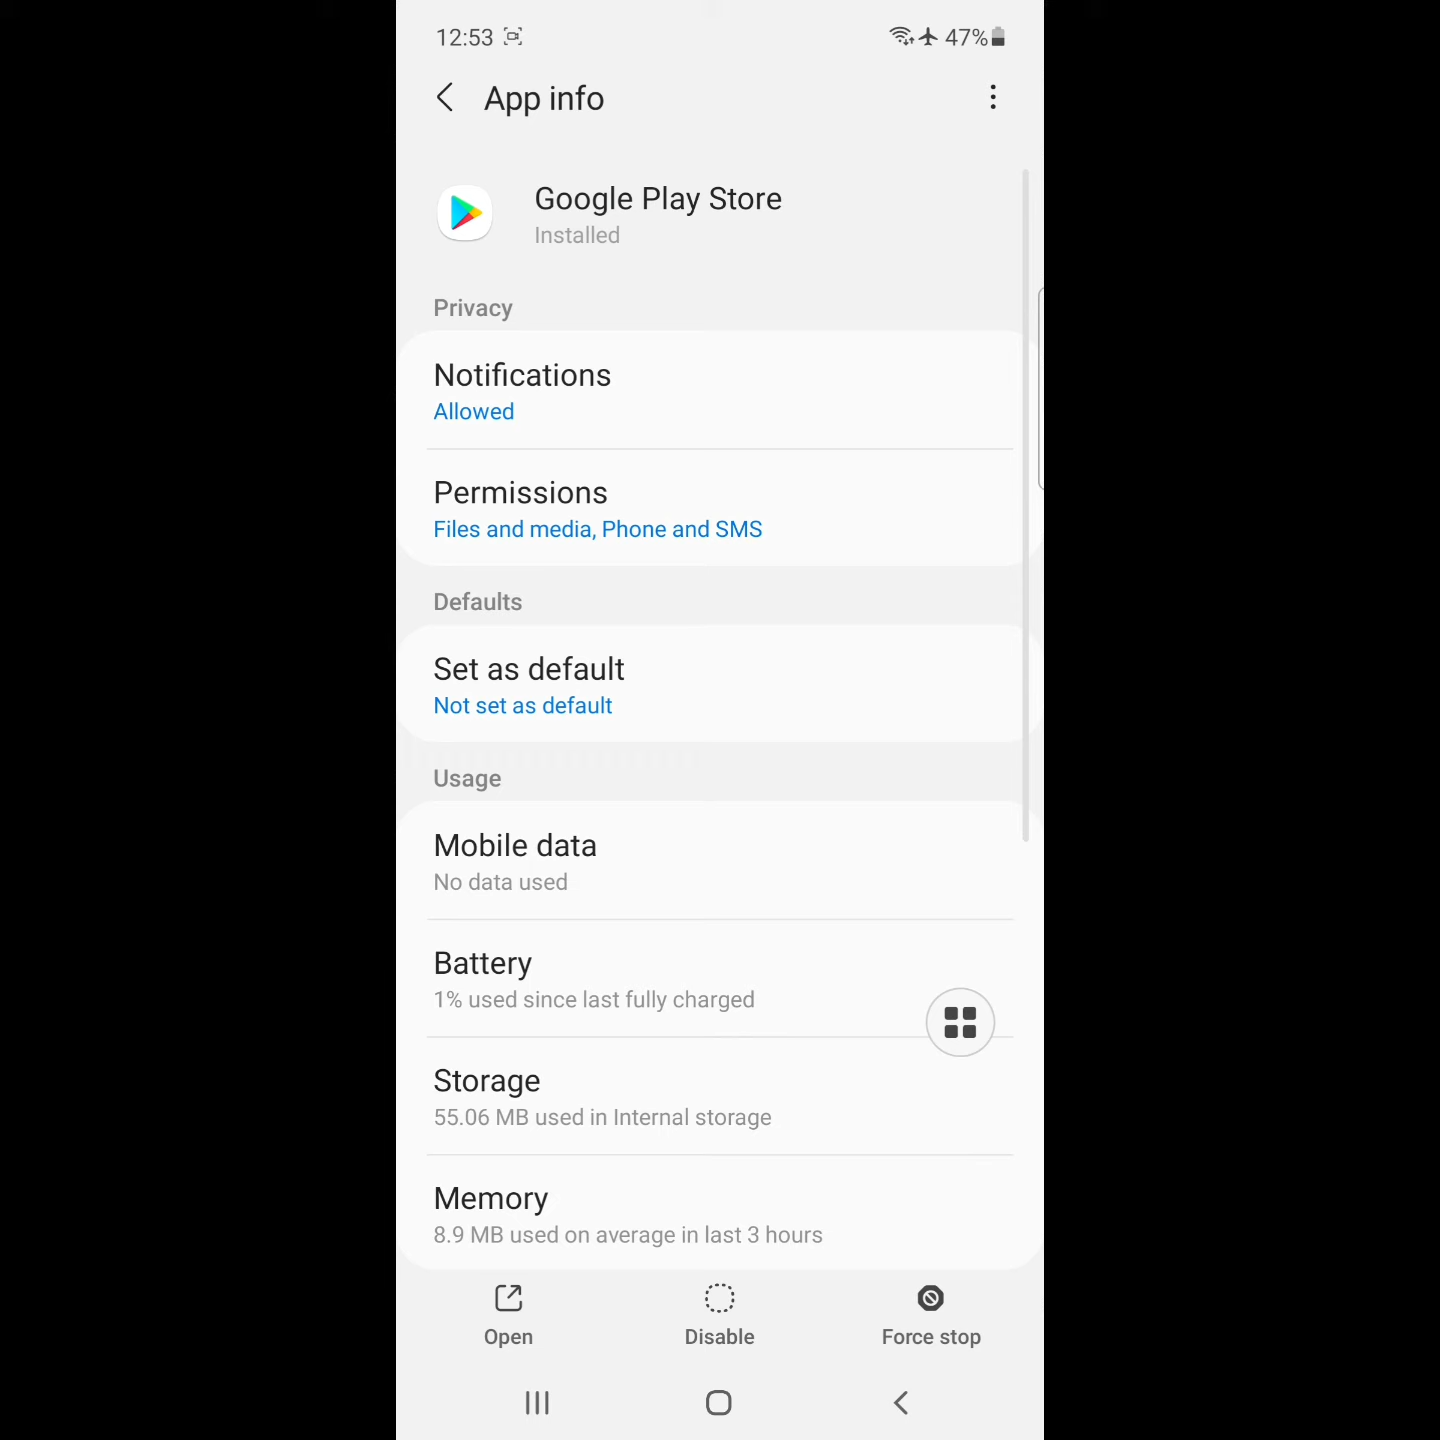 12:53 47%
App info
Google Play Store
Installed
Privacy
Notifications
Allowed
Permissions
Files and media, Phone and SMS
Defaults
Set as default
Not set as default
Usage
Mobile data
No data used
Battery
1% used since last fully charged
Storage
55.06 MB used in Internal storage
Memory
8.9 MB used on average in last 3 hours
Open Disable Force stop